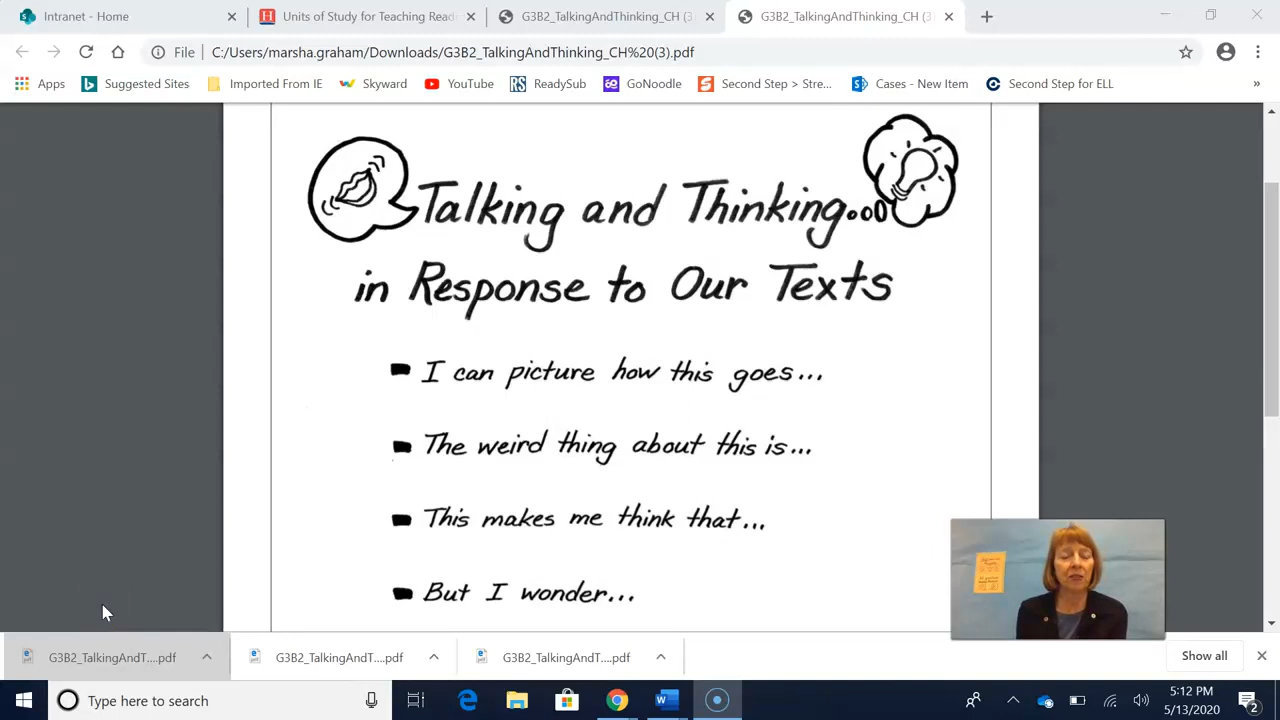 Intranet - Home
Units of Study for Teaching Read
G3B2_TalkingAndThinking_CH (3
G3B2_TalkingAndThinking_CH (3
File
C:/Users/marsha.graham/Downloads/G3B2_TalkingAndThinking_CH%20(3).pdf
Apps
Suggested Sites
Imported From IE
Skyward
YouTube
ReadySub
GoNoodle
Second Step > Stre...
Cases - New Item
Second Step for ELL
»
Talking and Thinking...
in Response to Our Texts
I can picture how this goes...
The weird thing about this is...
This makes me think that...
But I wonder...
G3B2_TalkingAndT....pdf
G3B2_TalkingAndT....pdf
G3B2_TalkingAndT....pdf
Show all
Type here to search
5:12 PM
5/13/2020
2